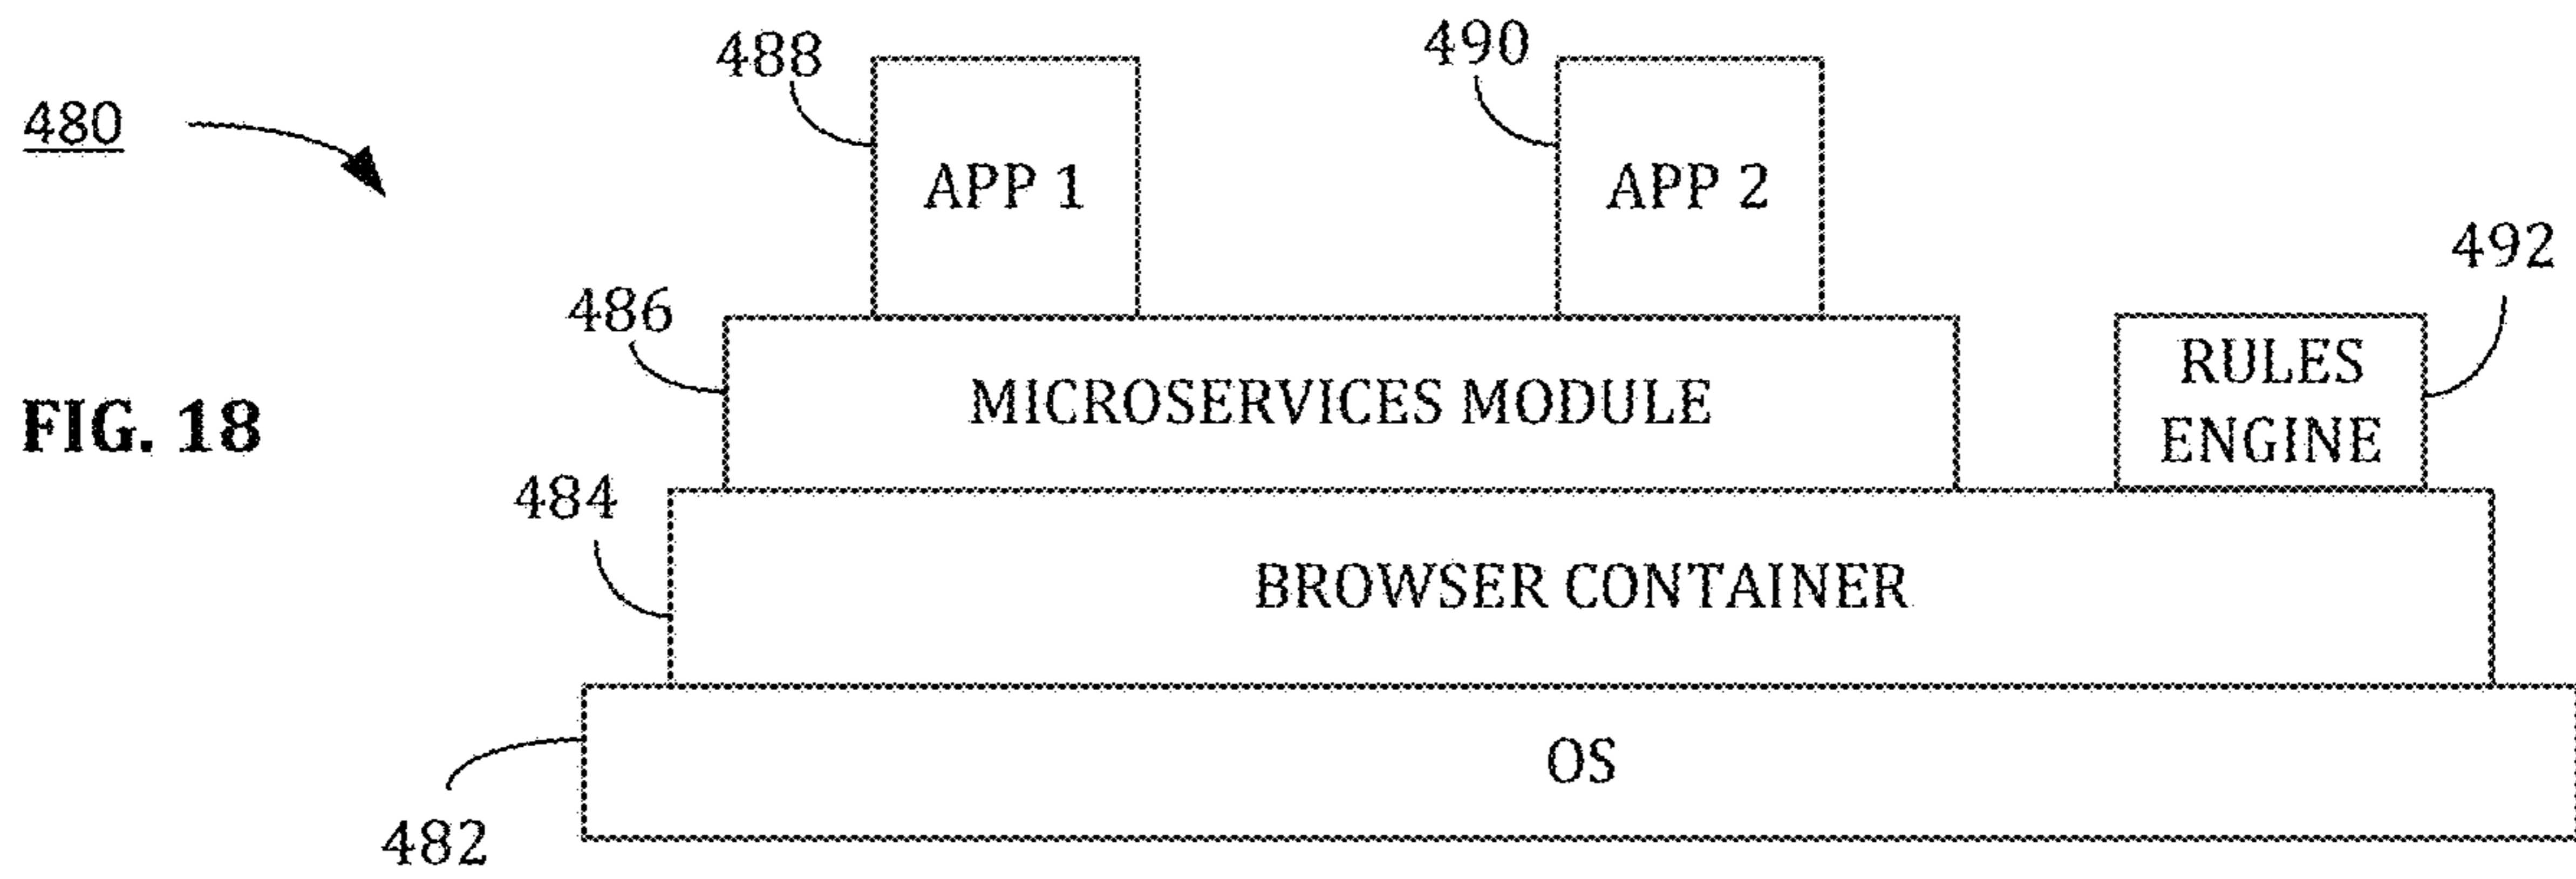 488
490
480
APP 1
APP 2
492
486
RULES
ENGINE
MICROSERVICES MODULE
FIG. 18
484
BROWSER CONTAINER
OS
482